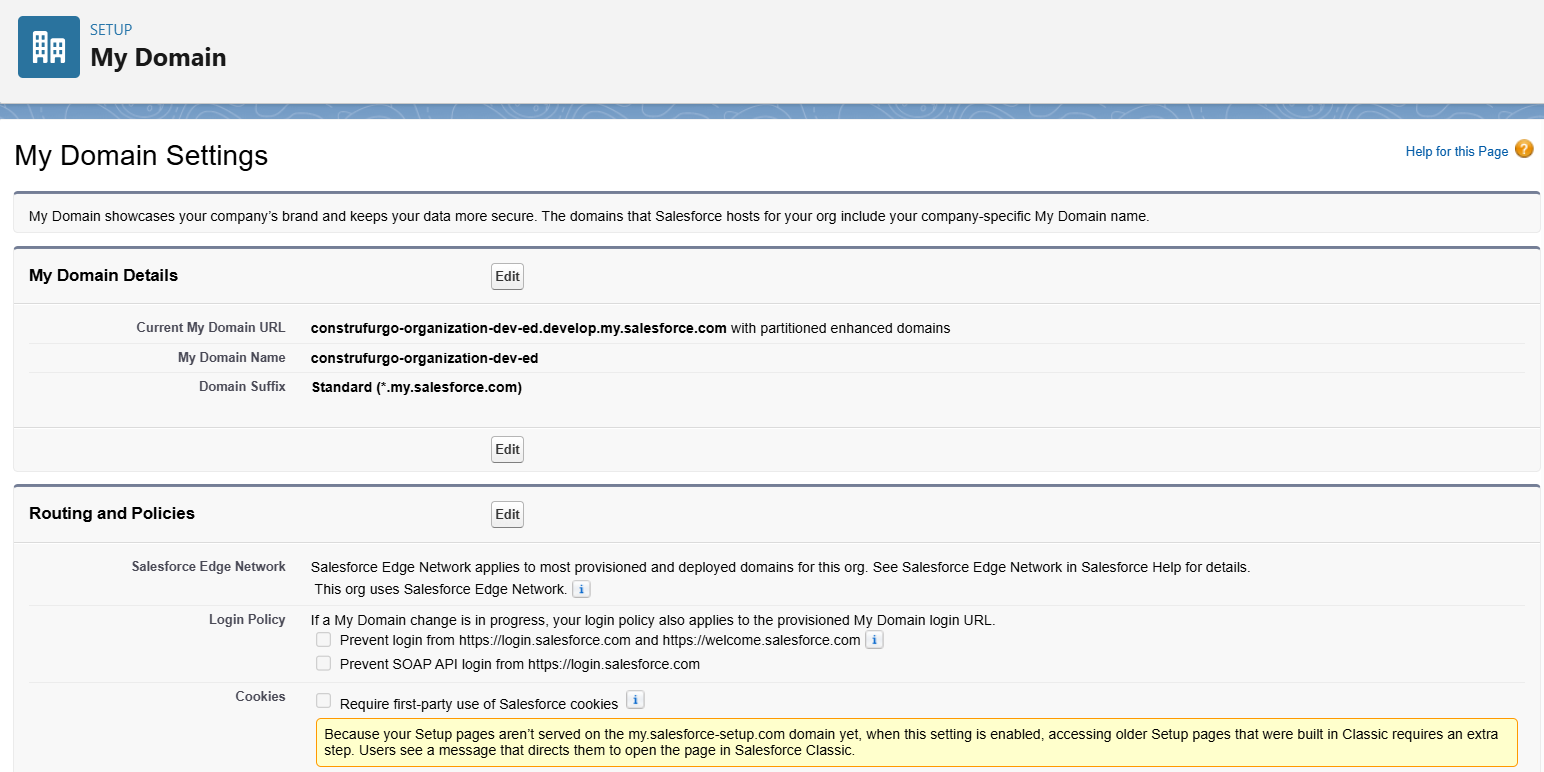 SETUP
My Domain
My Domain Settings
Help for this Page ?
My Domain showcases your company's brand and keeps your data more secure. The domains that Salesforce hosts for your org include your company-specific My Domain name.
My Domain Details Edit
Current My Domain URL construfurgo-organization-dev-ed.develop.my.salesforce.com with partitioned enhanced domains
My Domain Name construfurgo-organization-dev-ed
Domain Suffix Standard (*.my.salesforce.com)
Edit
Routing and Policies Edit
Salesforce Edge Network Salesforce Edge Network applies to most provisioned and deployed domains for this org. See Salesforce Edge Network in Salesforce Help for details.
This org uses Salesforce Edge Network. i
Login Policy If a My Domain change is in progress, your login policy also applies to the provisioned My Domain login URL.
Prevent login from https://login.salesforce.com and https://welcome.salesforce.com i
Prevent SOAP API login from https://login.salesforce.com
Cookies Require first-party use of Salesforce cookies i
Because your Setup pages aren't served on the my.salesforce-setup.com domain yet, when this setting is enabled, accessing older Setup pages that were built in Classic requires an extra
step. Users see a message that directs them to open the page in Salesforce Classic.